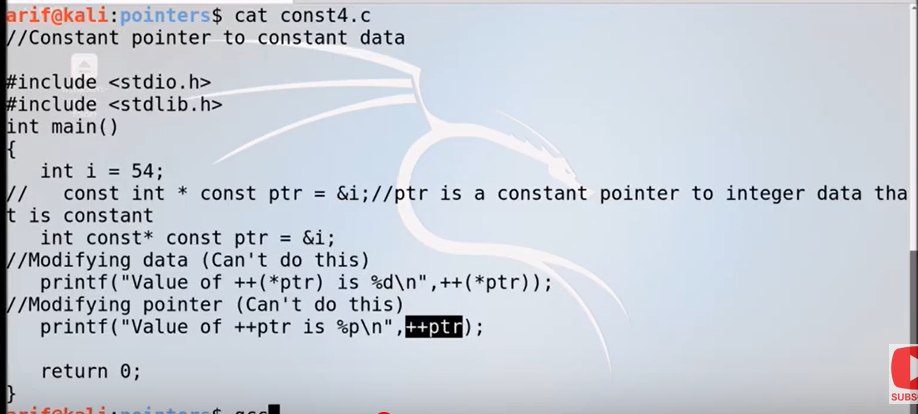 arif@kali:pointers$ cat const4.c
//Constant pointer to constant data
#include <stdio.h>
#include <stdlib.h>
int main()
{
   int i = 54;
//   const int * const ptr = &i;//ptr is a constant pointer to integer data tha
t is constant
   int const* const ptr = &i;
//Modifying data (Can't do this)
   printf("Value of ++(*ptr) is %d\n",++(*ptr));
//Modifying pointer (Can't do this)
   printf("Value of ++ptr is %p\n",++ptr);
   return 0;
}
arif@kali:pointers$ gcc
SUBS